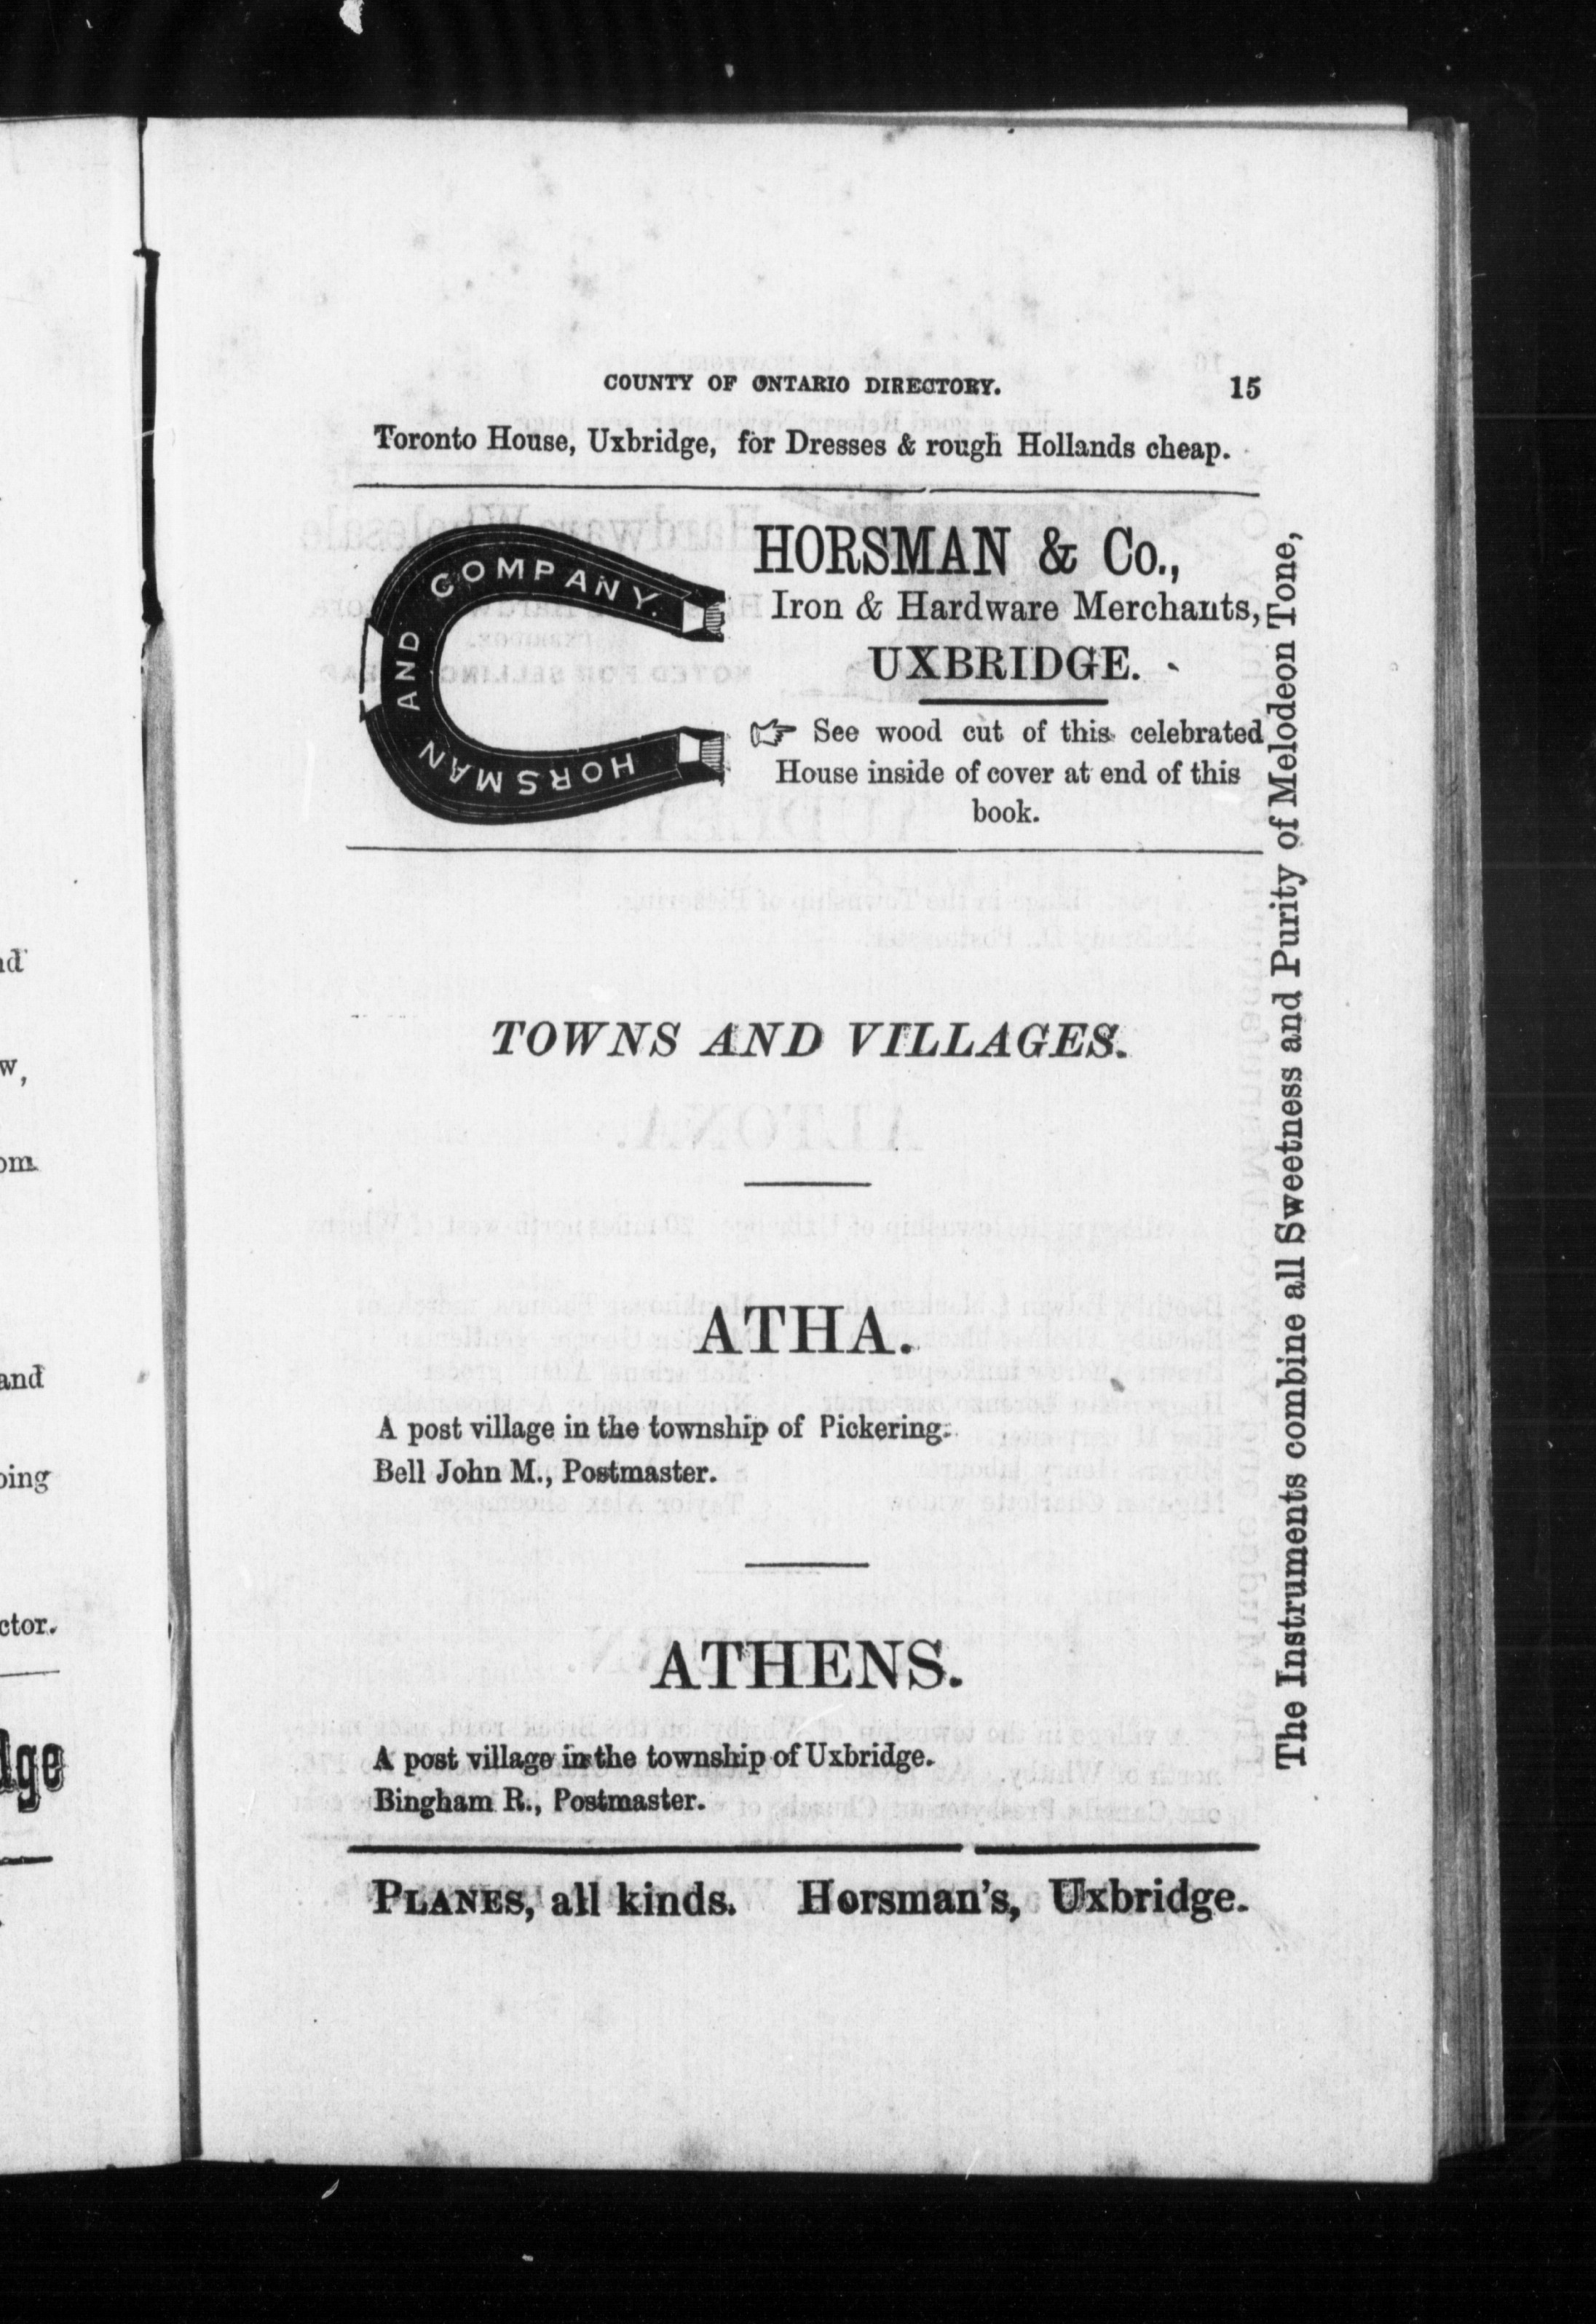 COUNTY OF ONTARIO DIRECTORY. 15
Toronto House, Uxbridge, for Dresses & rough Hollands cheap.
HORSMAN AND COMPANY.
HORSMAN & Co.,
Iron & Hardware Merchants,
UXBRIDGE.
☞ See wood cut of this celebrated
House inside of cover at end of this
book.
TOWNS AND VILLAGES.
ATHA.
A post village in the township of Pickering.
Bell John M., Postmaster.
ATHENS.
A post village in the township of Uxbridge.
Bingham R., Postmaster.
PLANES, all kinds. Horsman's, Uxbridge.
The Instruments combine all Sweetness and Purity of Melodeon Tone,